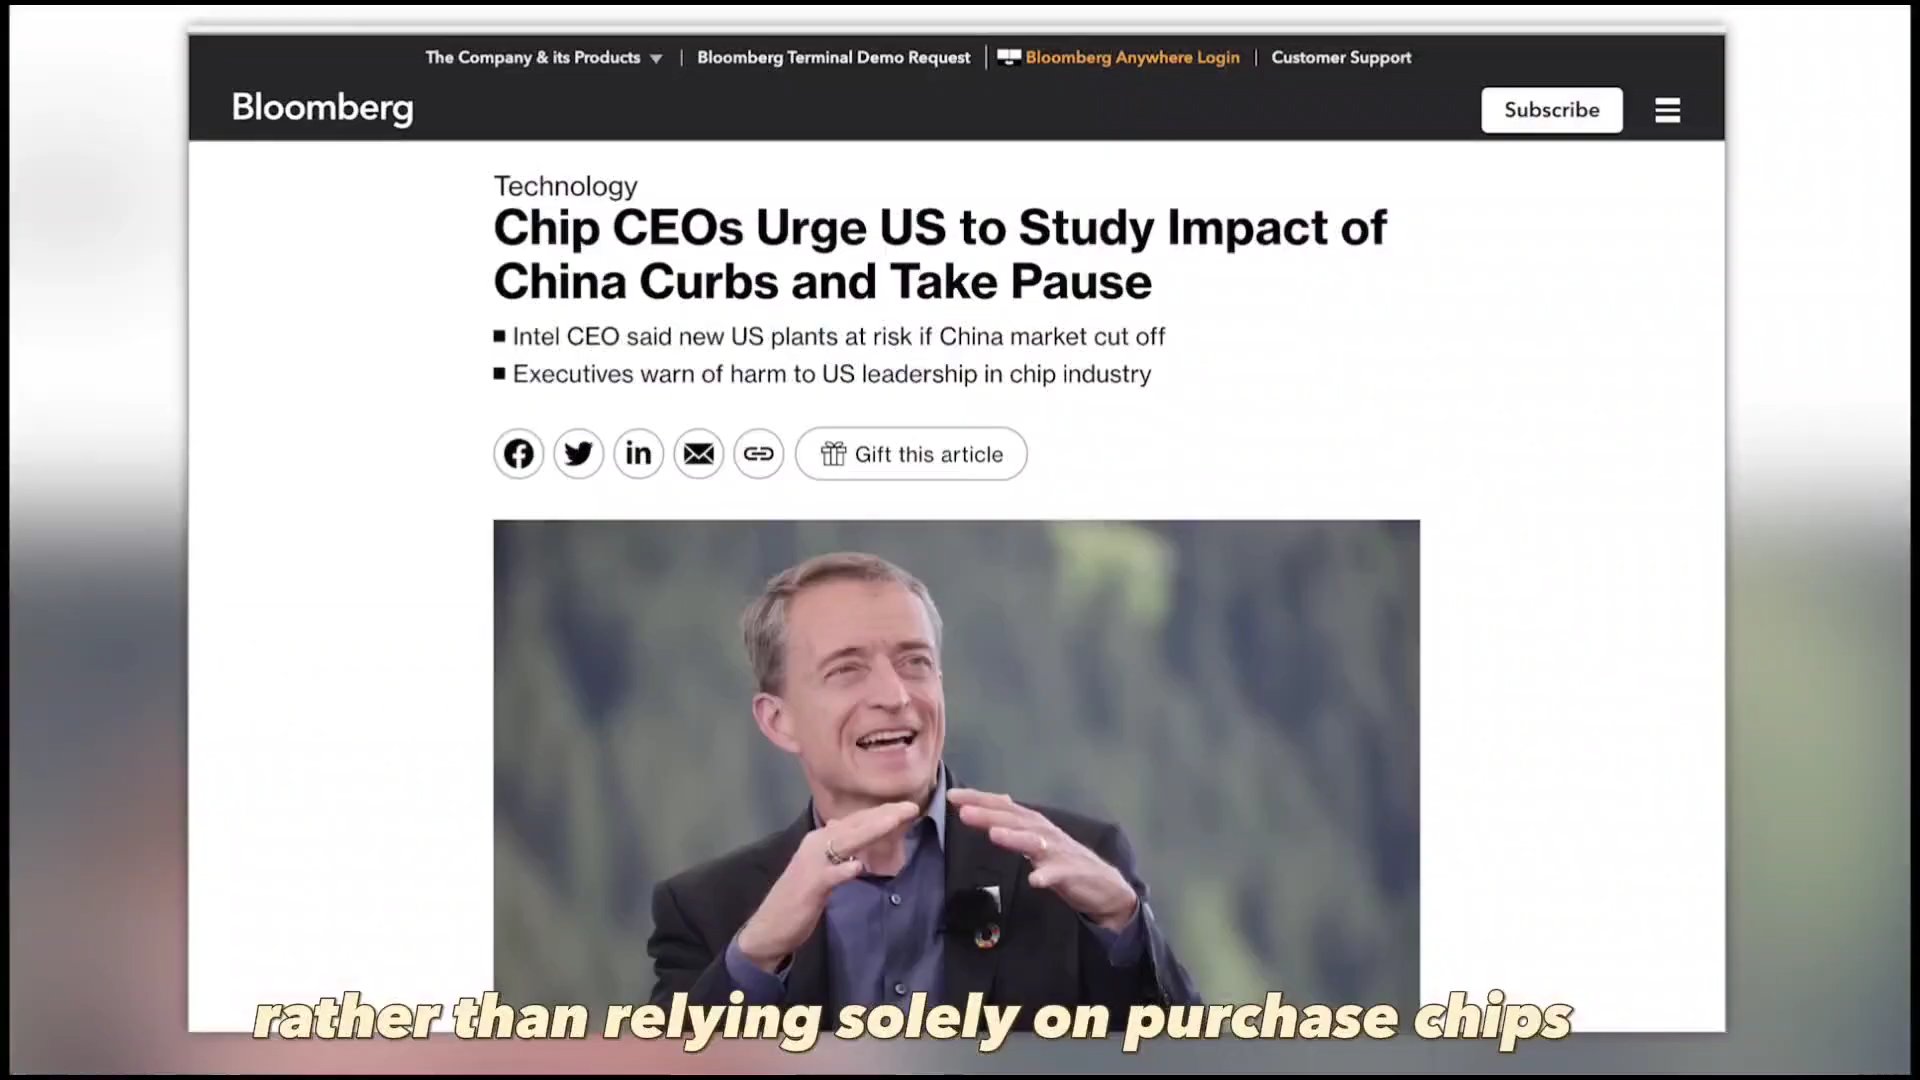 The Company & its Products
Bloomberg Terminal Demo Request
Bloomberg Anywhere Login
Customer Support
Bloomberg
Subscribe
Technology
Chip CEOs Urge US to Study Impact of
China Curbs and Take Pause
Intel CEO said new US plants at risk if China market cut off
Executives warn of harm to US leadership in chip industry
in
Gift this article
rather than relying solely on purchase chips